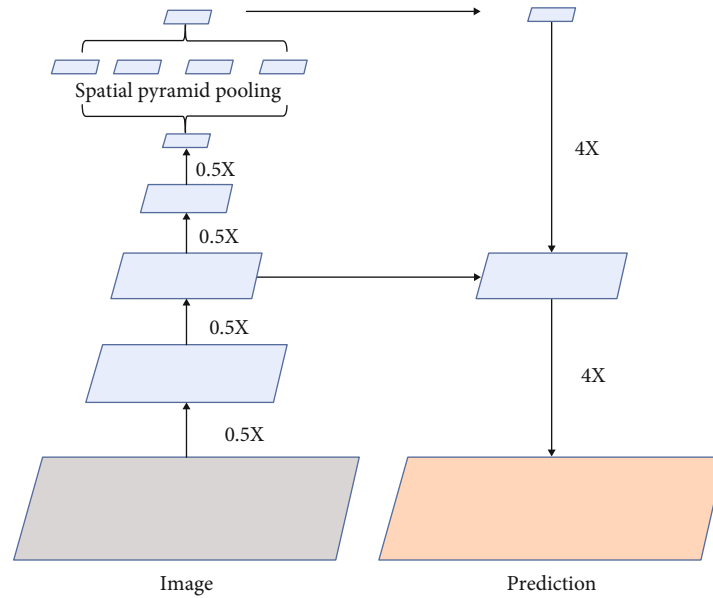 Spatial pyramid pooling
0.5X
0.5X
0.5X
0.5X
4X
4X
Image
Prediction